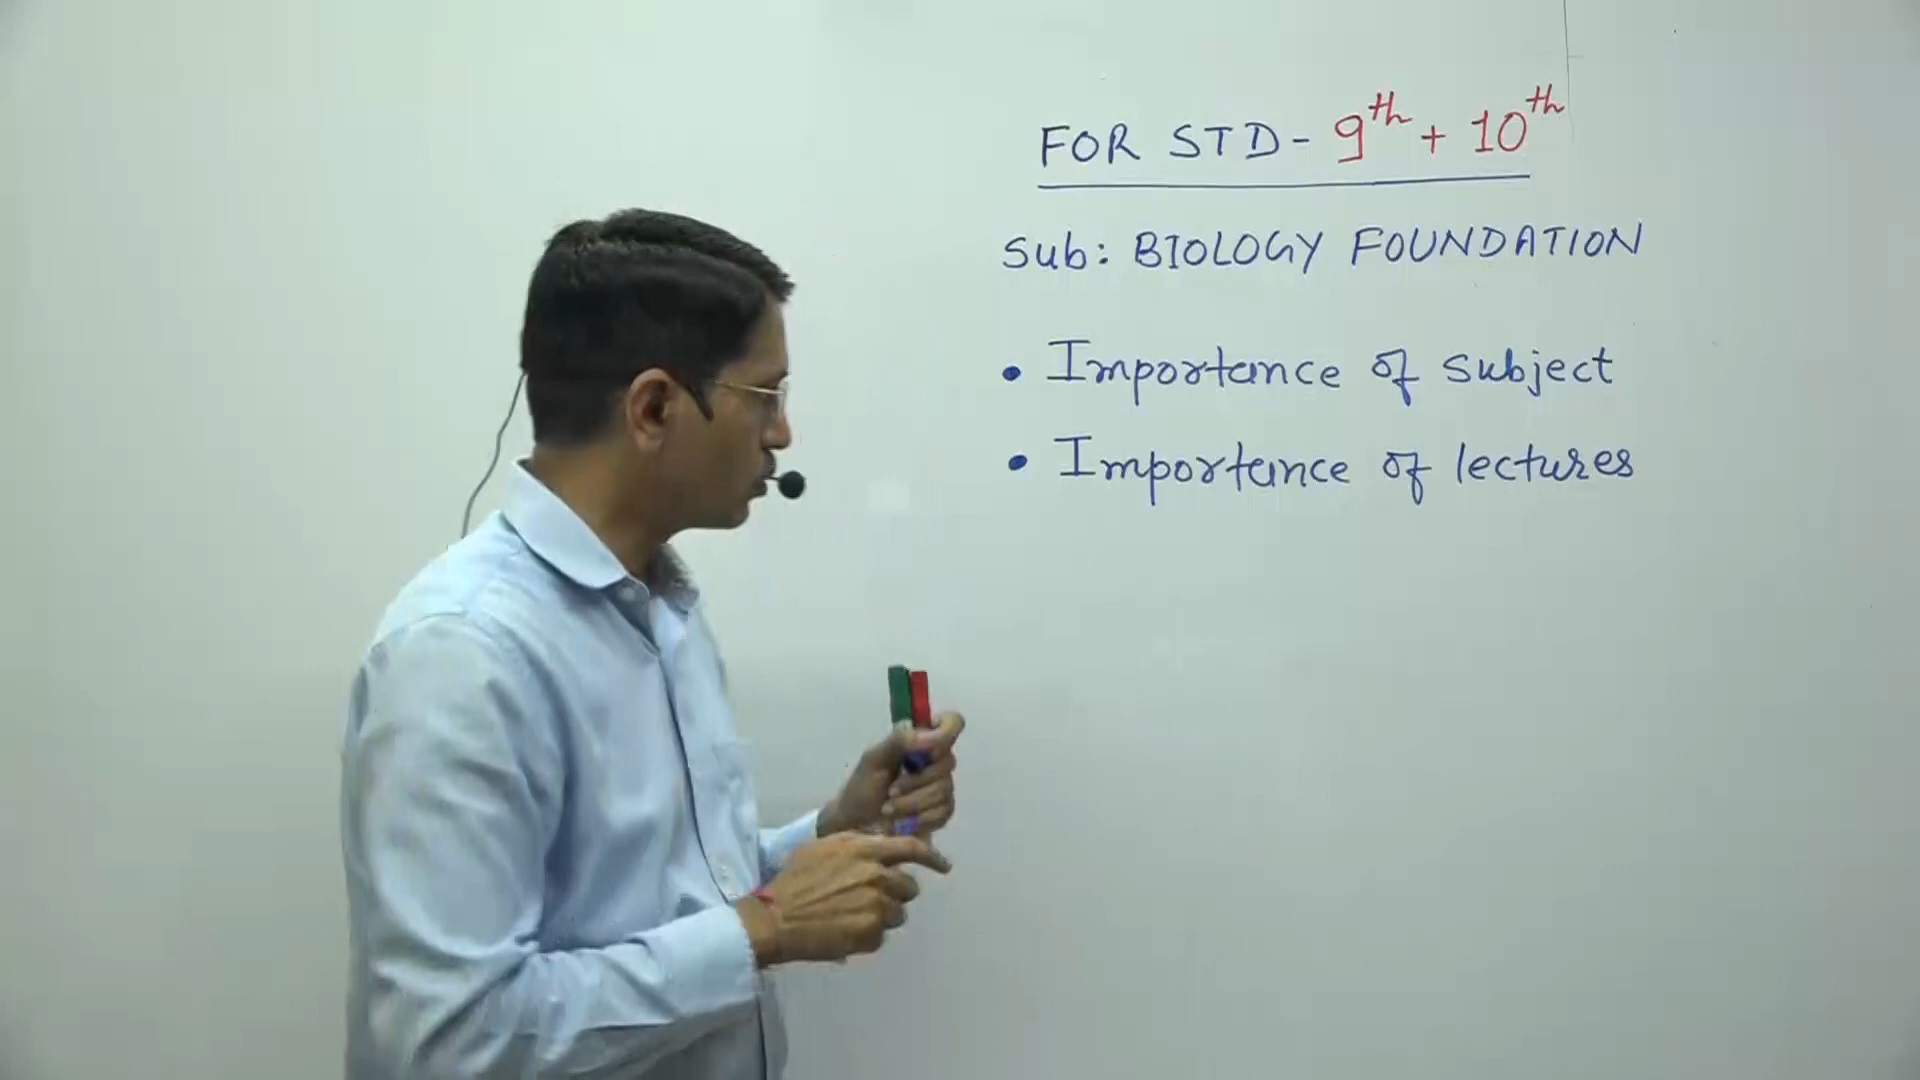 FOR STD - 9th + 10th
Sub: BIOLOGY FOUNDATION
• Importance of subject
• Importance of lectures